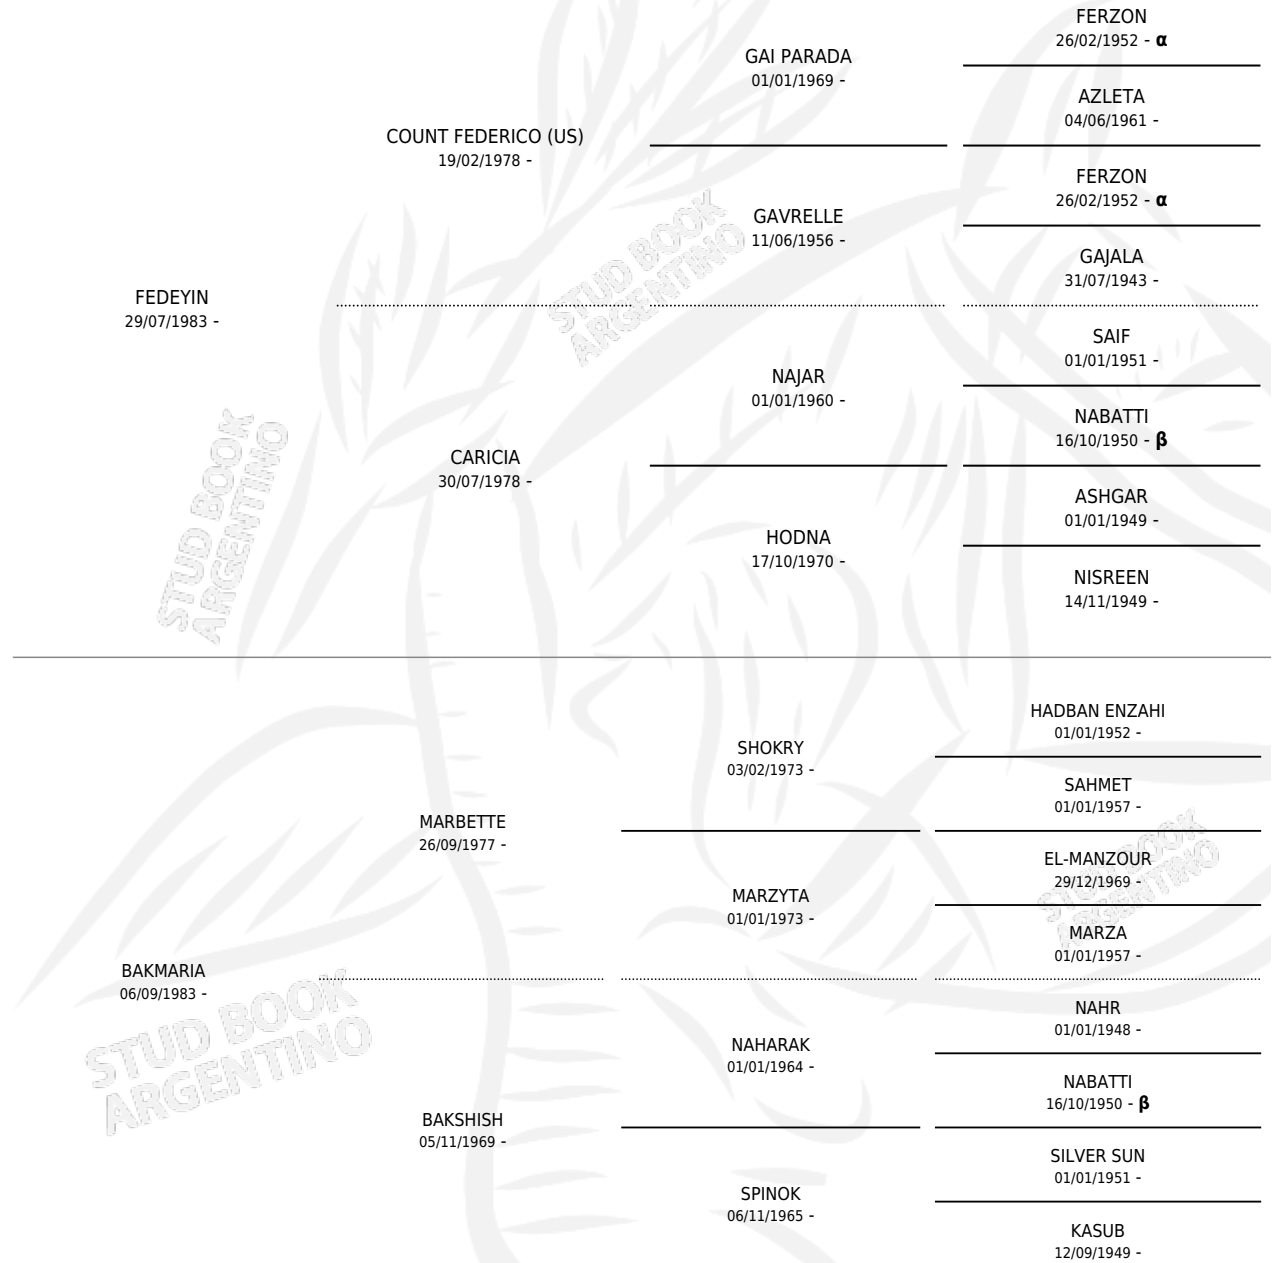 FERZON
26/02/1952 - α
GAI PARADA
01/01/1969 -
AZLETA
04/06/1961 -
COUNT FEDERICO (US)
19/02/1978 -
FERZON
26/02/1952 - α
GAVRELLE
11/06/1956 -
GAJALA
31/07/1943 -
FEDEYIN
29/07/1983 -
SAIF
01/01/1951 -
NAJAR
01/01/1960 -
NABATTI
16/10/1950 - β
CARICIA
30/07/1978 -
ASHGAR
01/01/1949 -
HODNA
17/10/1970 -
NISREEN
14/11/1949 -
HADBAN ENZAHI
01/01/1952 -
SHOKRY
03/02/1973 -
SAHMET
01/01/1957 -
MARBETTE
26/09/1977 -
EL-MANZOUR
29/12/1969 -
MARZYTA
01/01/1973 -
MARZA
01/01/1957 -
BAKMARIA
06/09/1983 -
NAHR
01/01/1948 -
NAHARAK
01/01/1964 -
NABATTI
16/10/1950 - β
BAKSHISH
05/11/1969 -
SILVER SUN
01/01/1951 -
SPINOK
06/11/1965 -
KASUB
12/09/1949 -
STUD BOOK
ARGENTINO
STUD BOOK
ARGENTINO
STUD BOOK
ARGENTINO
STUD BOOK
ARGENTINO